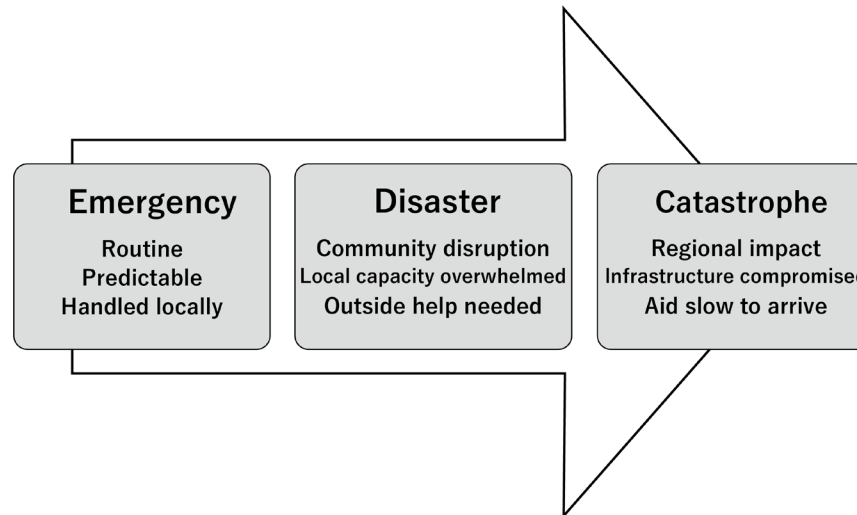 Emergency
Routine
Predictable
Handled locally
Disaster
Community disruption
Local capacity overwhelmed
Outside help needed
Catastrophe
Regional impact
Infrastructure compromised
Aid slow to arrive